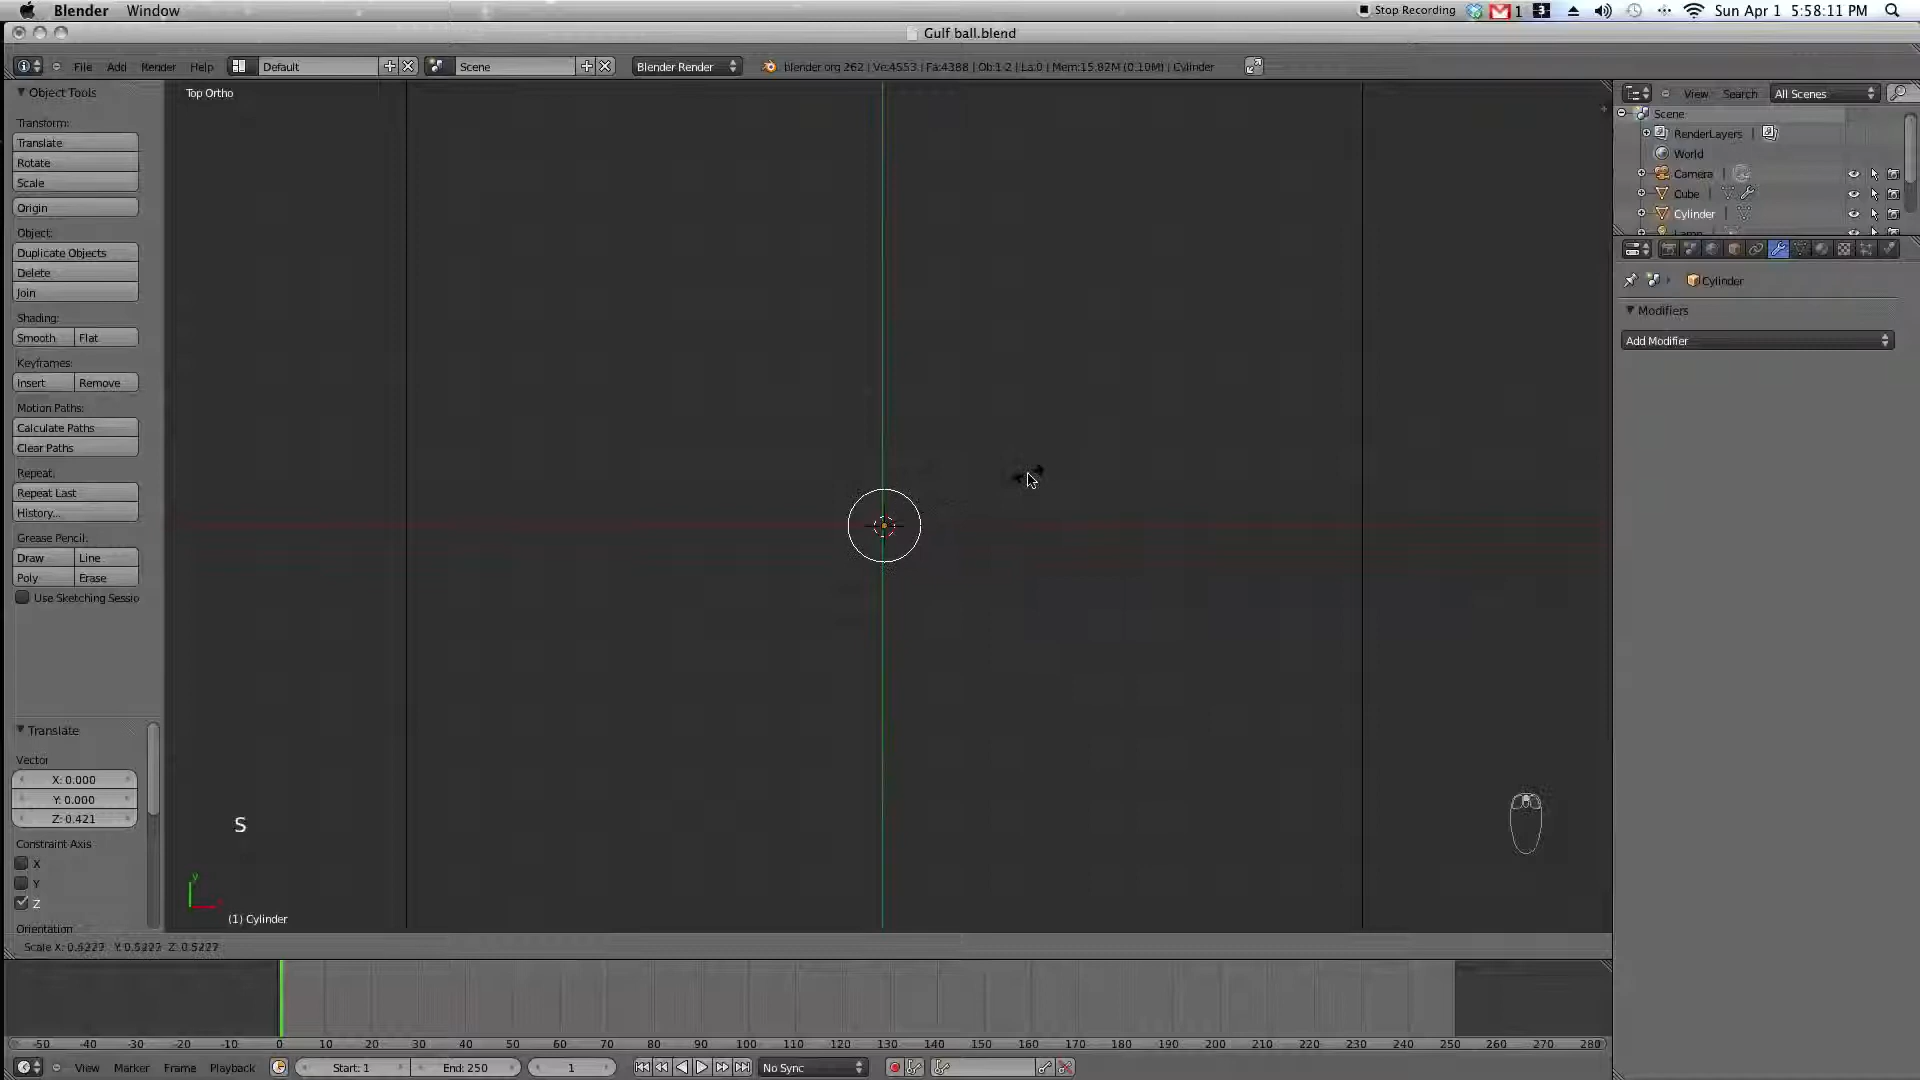 Blender Window Stop Recording 1 3 Sun Apr 1 5:58:11 PM
Gulf ball.blend
File Add Render Help Default Scene Blender Render blender.org 262 | Ve:4553 | Fa:4388 | Ob:1-2 | La:0 | Mem:15.82M (0.10M) | Cylinder
Object Tools
Top Ortho
View Search All Scenes
Scene
Transform:
RenderLayers |
Translate
World
Rotate
Camera |
Scale
Cube |
Origin
Cylinder |
Object:
Lamp
Duplicate Objects
Delete
Cylinder
Join
Modifiers
Shading:
Smooth Flat
Add Modifier
Keyframes:
Insert Remove
Motion Paths:
Calculate Paths
Clear Paths
Repeat:
Repeat Last
History...
Grease Pencil:
Draw Line
Poly Erase
Use Sketching Sessio
Translate
Vector
X: 0.000
Y: 0.000
Z: 0.421
S
Constraint Axis
X
Y
y
Z
(1) Cylinder
Orientation
Scale X: 0.5227 Y: 0.5227 Z: 0.5227
-50 -40 -30 -20 -10 0 10 20 30 40 50 60 70 80 90 100 110 120 130 140 150 160 170 180 190 200 210 220 230 240 250 260 270 280
View Marker Frame Playback Start: 1 End: 250 1 No Sync